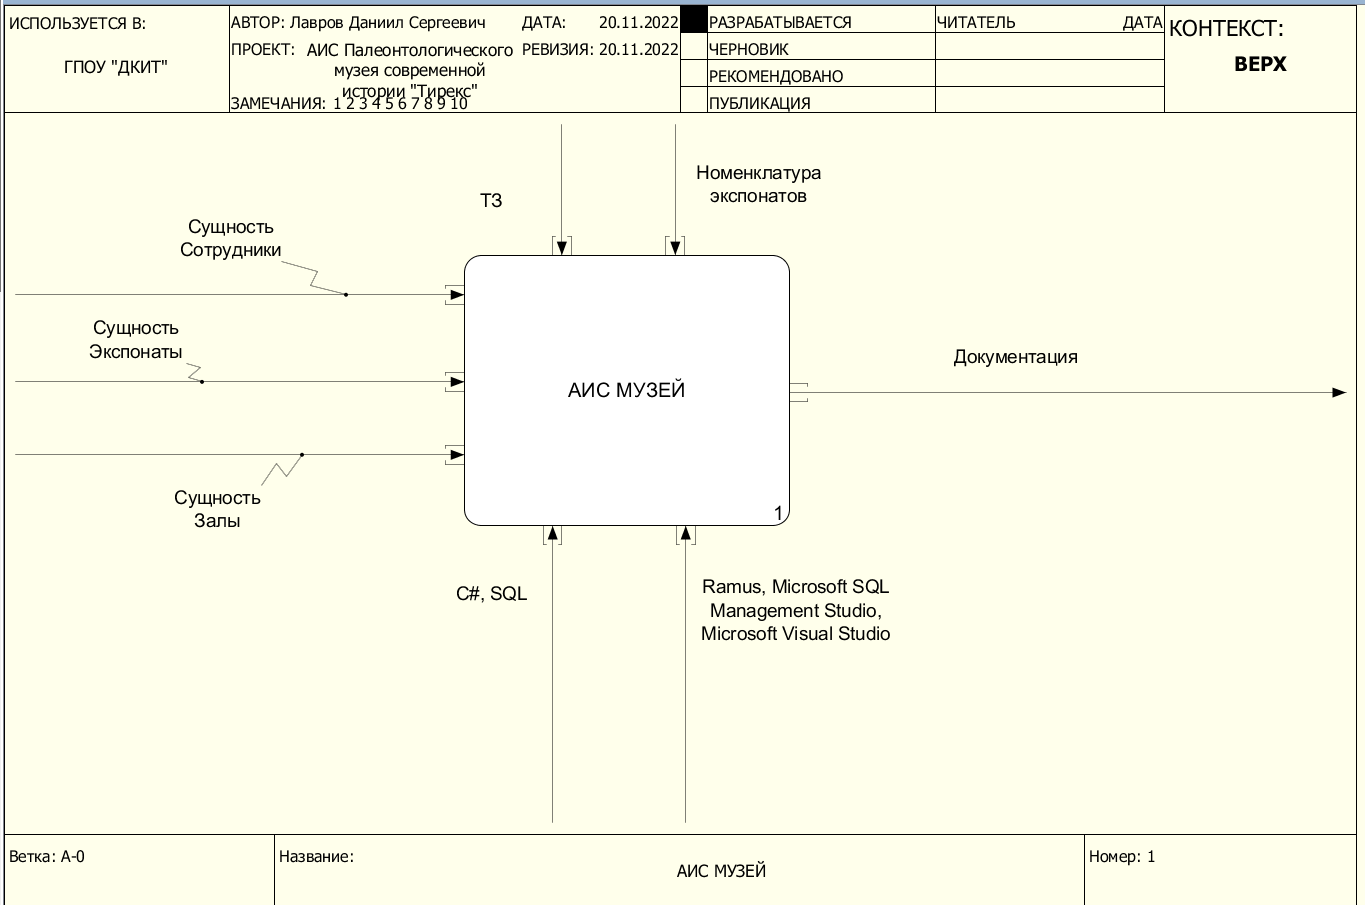 ИСПОЛЬЗУЕТСЯ В:
ГПОУ "ДКИТ"
АВТОР: Лавров Даниил Сергеевич
ДАТА: 20.11.2022
ПРОЕКТ: АИС Палеонтологического
музея современной
истории "Тирекс"
РЕВИЗИЯ: 20.11.2022
ЗАМЕЧАНИЯ: 1 2 3 4 5 6 7 8 9 10
РАЗРАБАТЫВАЕТСЯ
ЧЕРНОВИК
РЕКОМЕНДОВАНО
ПУБЛИКАЦИЯ
ЧИТАТЕЛЬ
ДАТА
КОНТЕКСТ:
ВЕРХ
ТЗ
Номенклатура
экспонатов
Сущность
Сотрудники
Сущность
Экспонаты
Сущность
Залы
АИС МУЗЕЙ
1
Документация
C#, SQL
Ramus, Microsoft SQL
Management Studio,
Microsoft Visual Studio
Ветка: A-0
Название:
АИС МУЗЕЙ
Номер: 1